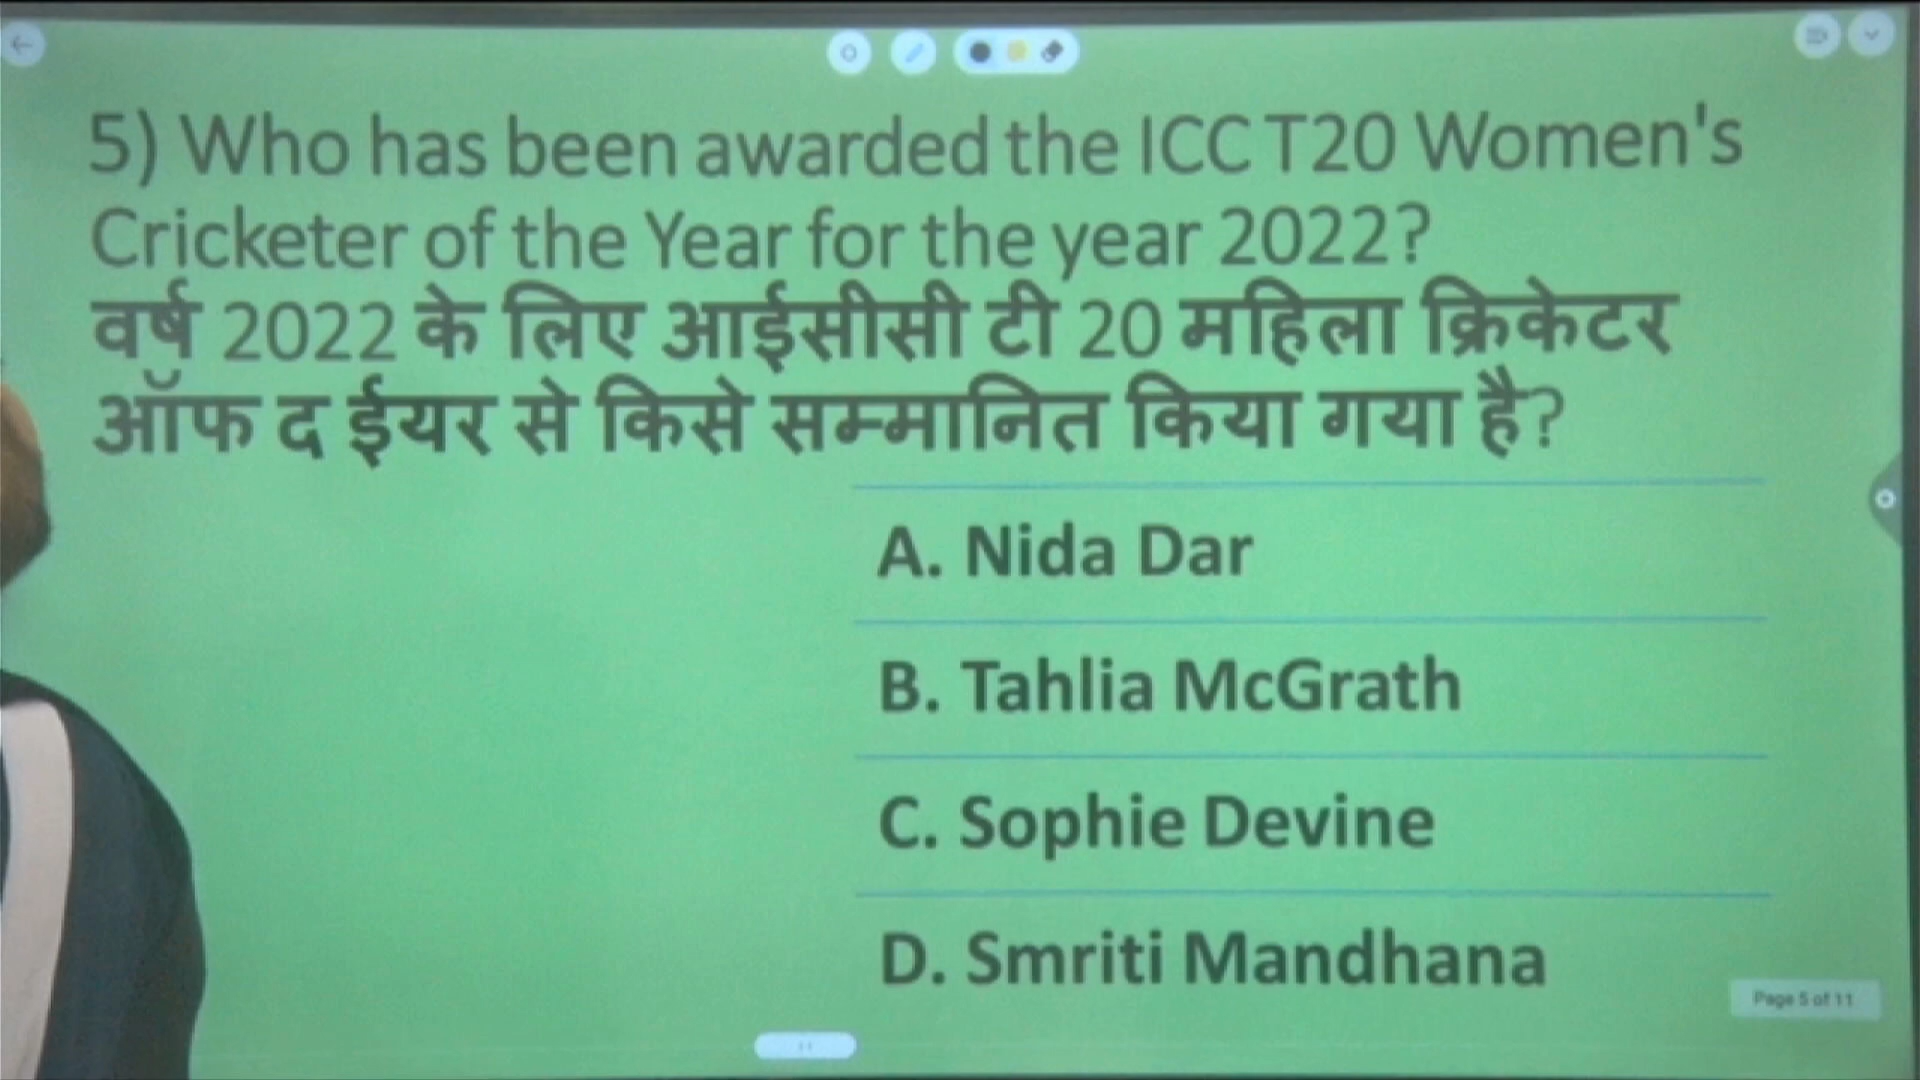 5) Who has been awarded the ICC T20 Women's
Cricketer of the Year for the year 2022?
वर्ष 2022 के लिए आईसीसी टी 20 महिला क्रिकेटर
ऑफ द ईयर से किसे सम्मानित किया गया है?
A. Nida Dar
B. Tahlia McGrath
C. Sophie Devine
D. Smriti Mandhana
Page 5 of 11